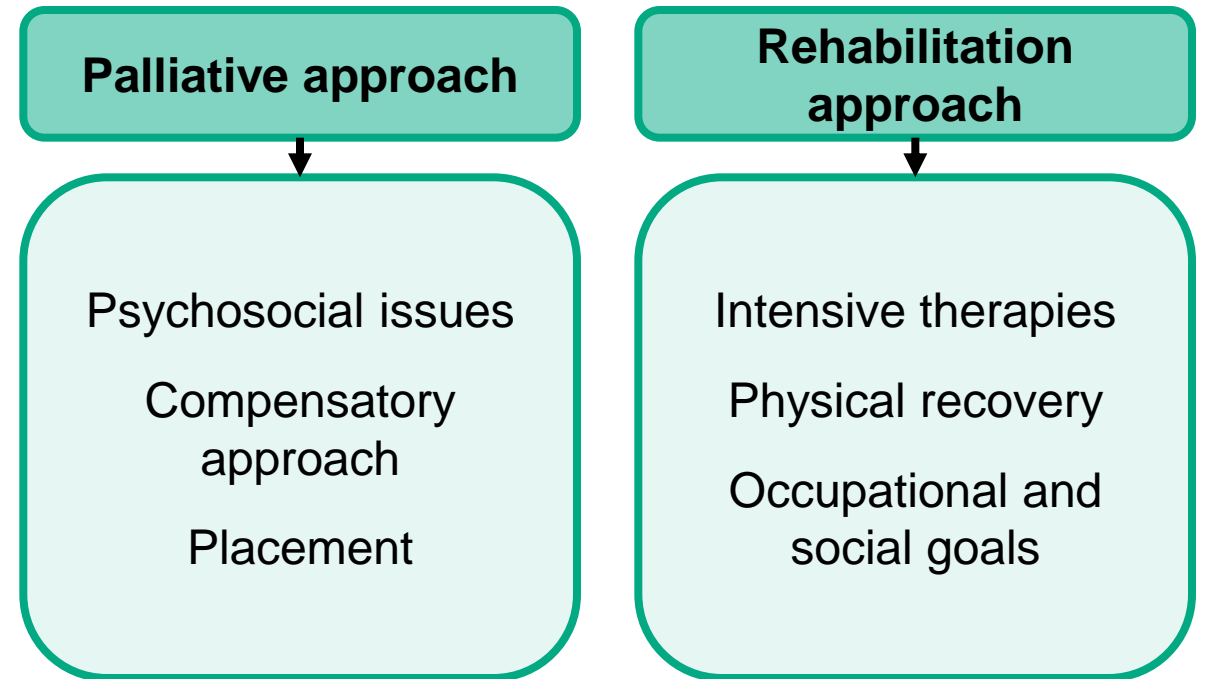 Palliative approach
Psychosocial issues
Compensatory
approach
Placement
Rehabilitation
approach
Intensive therapies
Physical recovery
Occupational and
social goals